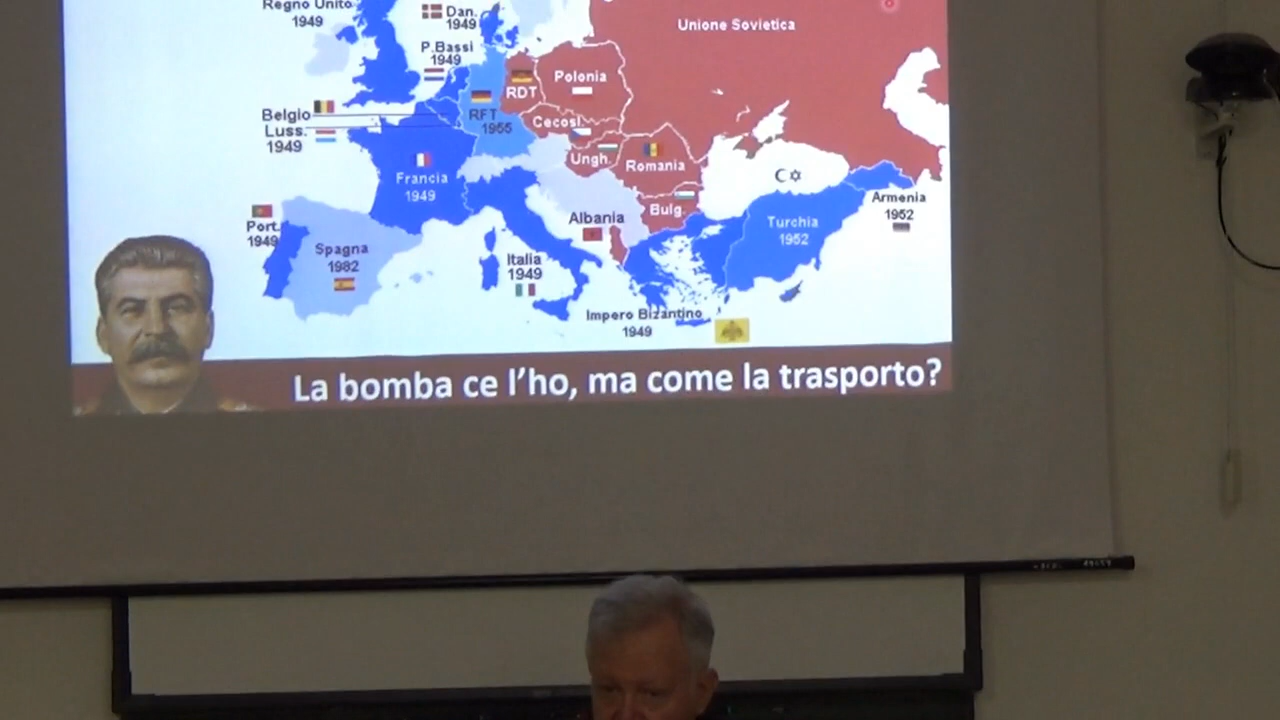 Regno Unito
1949
Dan.
1949
P.Bassi
1949
Unione Sovietica
Polonia
RDT
Belgio
Luss.
1949
RFT
1955
Cecosl.
Ungh.
Romania
Francia
1949
Bulg.
Armenia
1952
Port.
1949
Spagna
1982
Albania
Turchia
1952
Italia
1949
Impero Bizantino
1949
La bomba ce l'ho, ma come la trasporto?